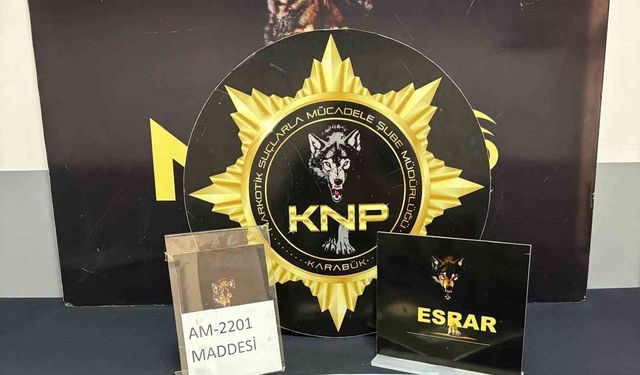 NARKOTİK SUÇLARLA MÜCADELE ŞUBE MÜDÜRLÜĞÜ
KNP
KARABÜK
AM-2201
MADDESİ
ESRAR